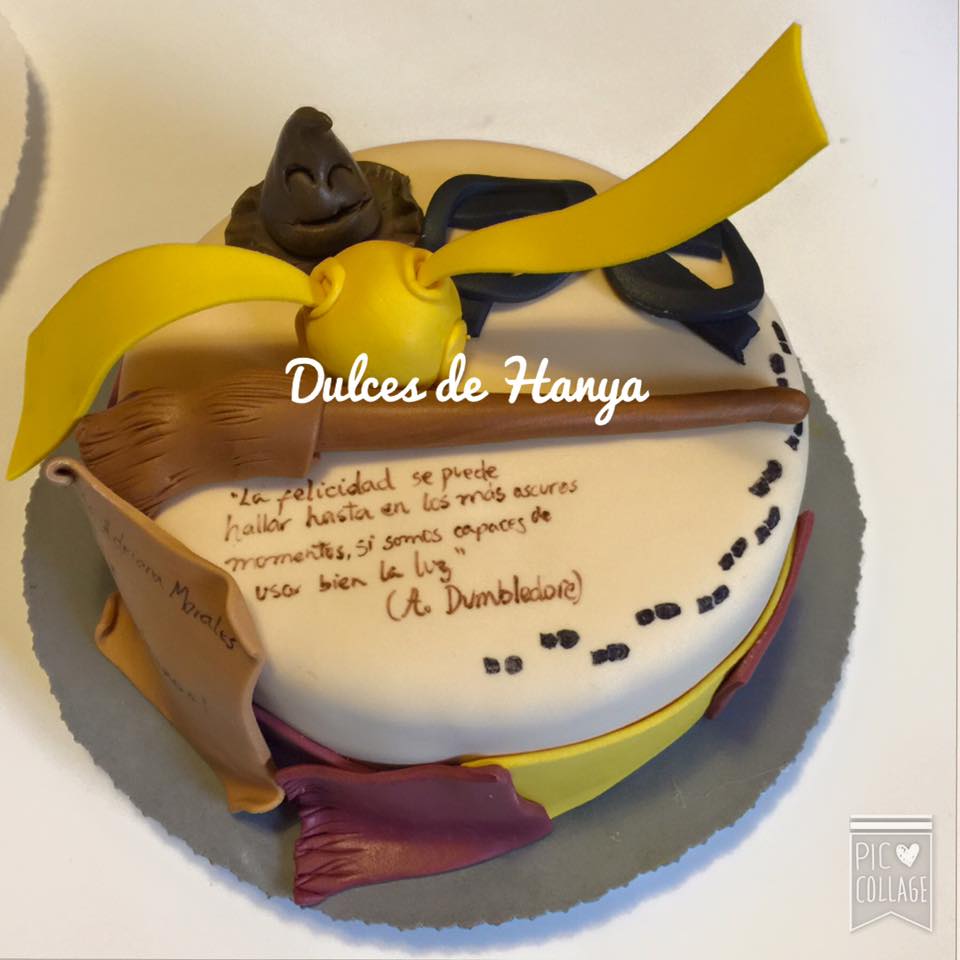 Dulces de Hanya
"La felicidad se puede
hallar hasta en los más oscuros
momentos, si somos capaces de
usar bien la luz"
(A. Dumbledore)
Adriana Morales
PIC
COLLAGE